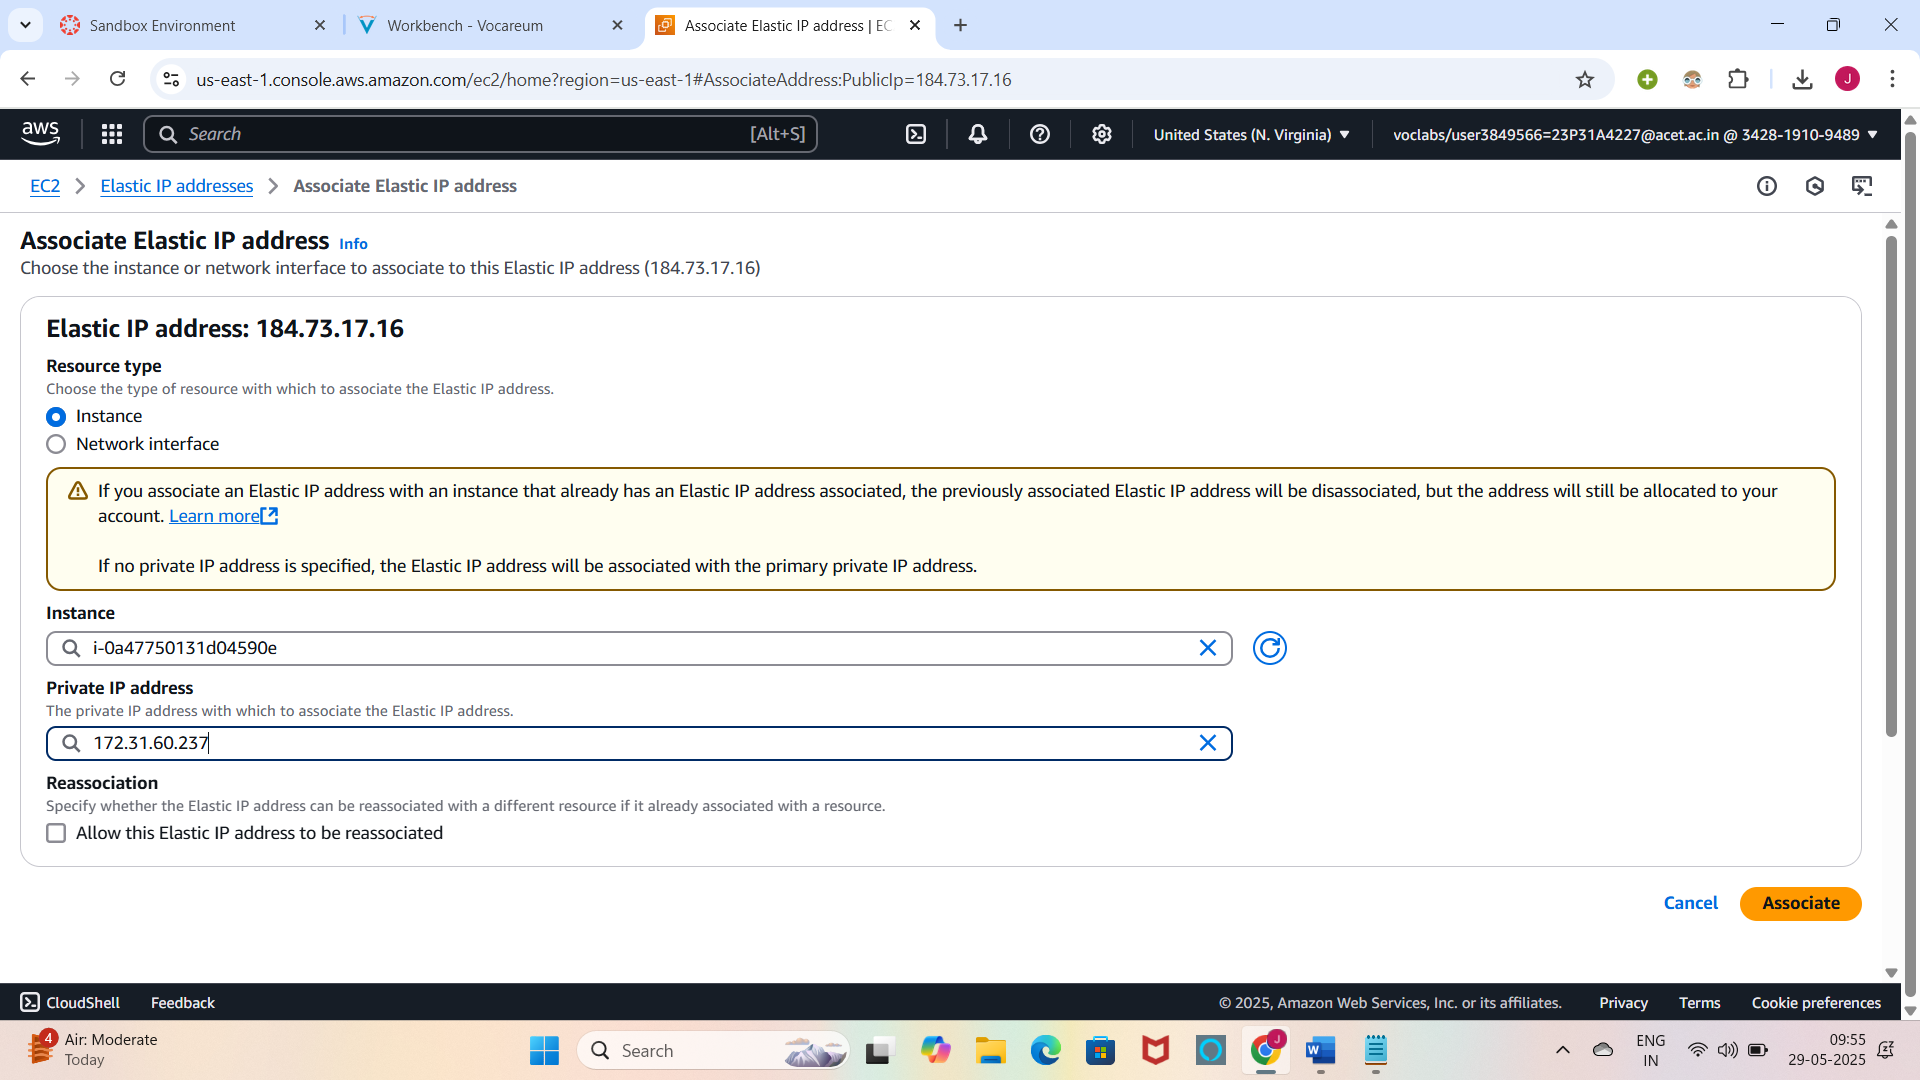 Sandbox Environment
Workbench - Vocareum
Associate Elastic IP address | EC
us-east-1.console.aws.amazon.com/ec2/home?region=us-east-1#AssociateAddress:PublicIp=184.73.17.16
J
aws
Search
[Alt+S]
United States (N. Virginia)
voclabs/user3849566=23P31A4227@acet.ac.in @ 3428-1910-9489
EC2
Elastic IP addresses
Associate Elastic IP address
Associate Elastic IP address Info
Choose the instance or network interface to associate to this Elastic IP address (184.73.17.16)
Elastic IP address: 184.73.17.16
Resource type
Choose the type of resource with which to associate the Elastic IP address.
Instance
Network interface
If you associate an Elastic IP address with an instance that already has an Elastic IP address associated, the previously associated Elastic IP address will be disassociated, but the address will still be allocated to your
account. Learn more
If no private IP address is specified, the Elastic IP address will be associated with the primary private IP address.
Instance
i-0a47750131d04590e
Private IP address
The private IP address with which to associate the Elastic IP address.
172.31.60.237
Reassociation
Specify whether the Elastic IP address can be reassociated with a different resource if it already associated with a resource.
Allow this Elastic IP address to be reassociated
Cancel
Associate
CloudShell
Feedback
© 2025, Amazon Web Services, Inc. or its affiliates.
Privacy
Terms
Cookie preferences
4
Air: Moderate
Today
Search
J
W
ENG
IN
09:55
29-05-2025